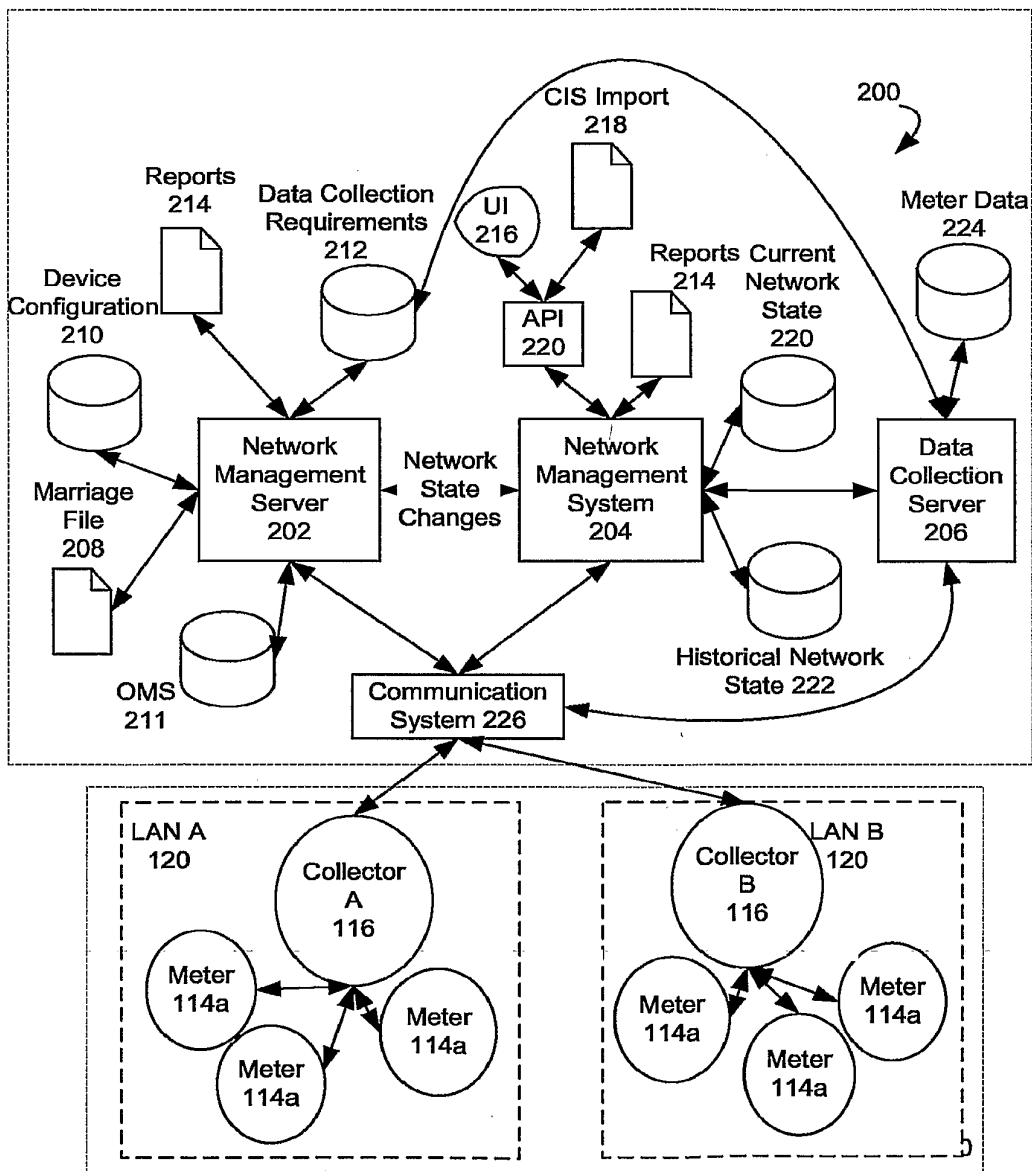 CIS Import
218
200
Reports
214
Data Collection
Requirements
212
UI
216
Meter Data
224
Device
Configuration
210
API
220
Reports
214
Current
Network
State
220
Network
Management
Server
202
Network
State
Changes
Network
Management
System
204
Data
Collection
Server
206
Marriage
File
208
OMS
211
Historical Network
State 222
Communication
System 226
LAN A
120
Collector
A
116
Meter
114a
Meter
114a
Meter
114a
LAN B
120
Collector
B
116
Meter
114a
Meter
114a
Meter
114a